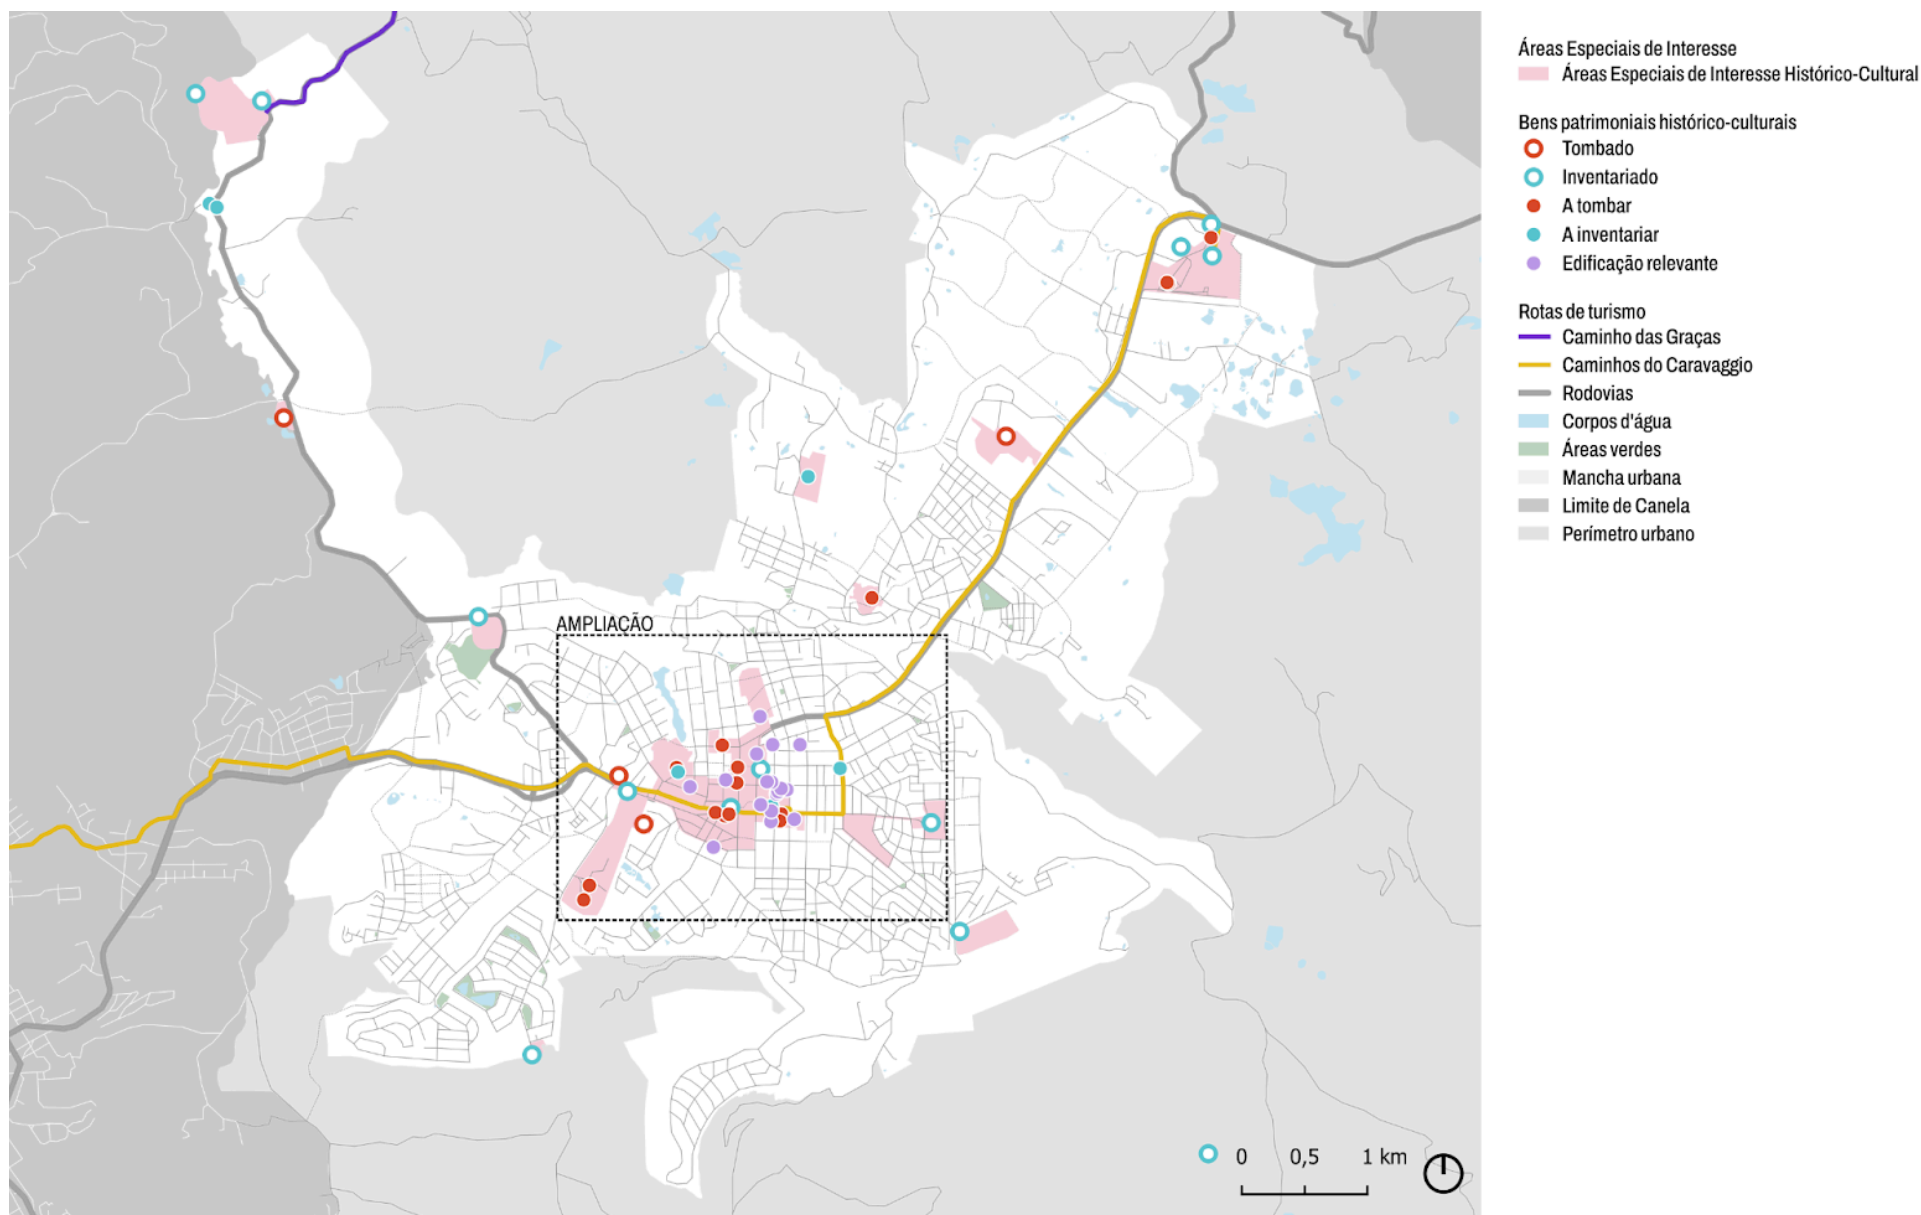 Áreas Especiais de Interesse
Áreas Especiais de Interesse Histórico-Cultural
Bens patrimoniais histórico-culturais
Tombado
Inventariado
A tombar
A inventariar
Edificação relevante
Rotas de turismo
Caminho das Graças
Caminhos do Caravaggio
Rodovias
Corpos d'água
Áreas verdes
Mancha urbana
Limite de Canela
Perímetro urbano
AMPLIAÇÃO
0 0,5 1 km